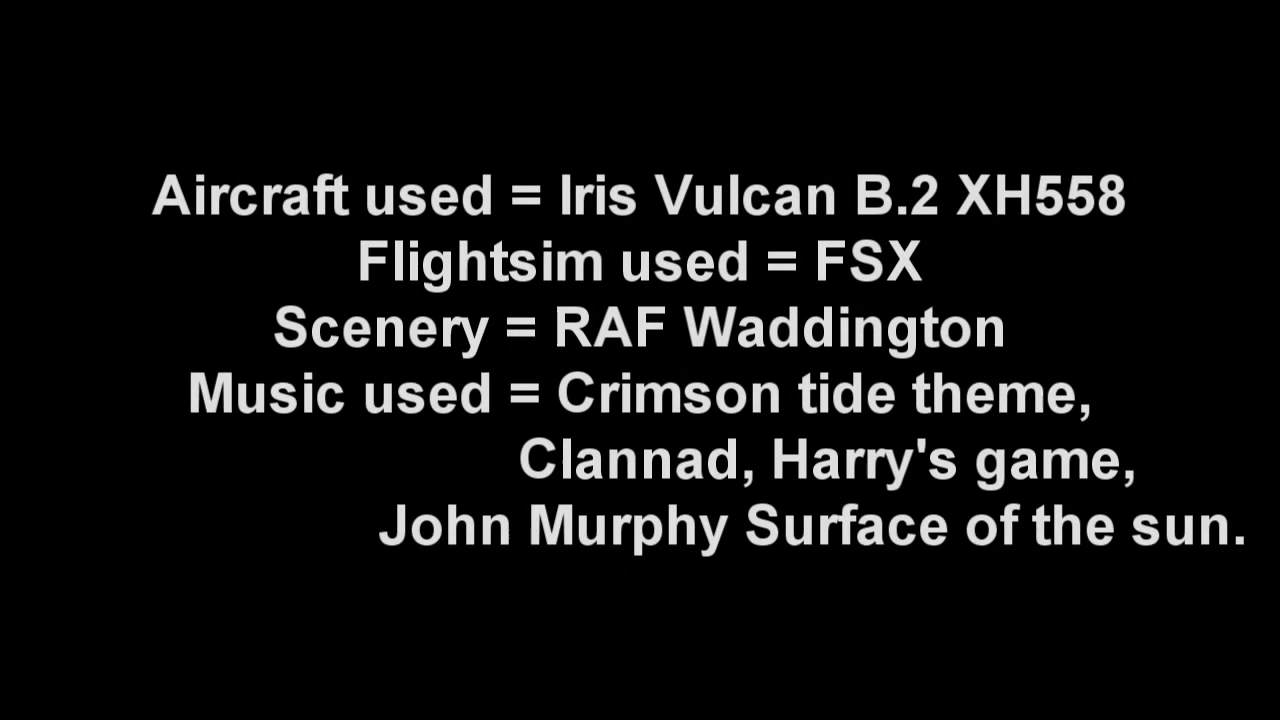 Aircraft used = Iris Vulcan B.2 XH558
Flightsim used = FSX
Scenery = RAF Waddington
Music used = Crimson tide theme,
Clannad, Harry's game,
John Murphy Surface of the sun.